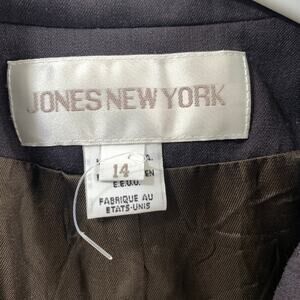 JONES NEW YORK
14
E.E.U.U.
FABRIQUE AU
ETATS-UNIS